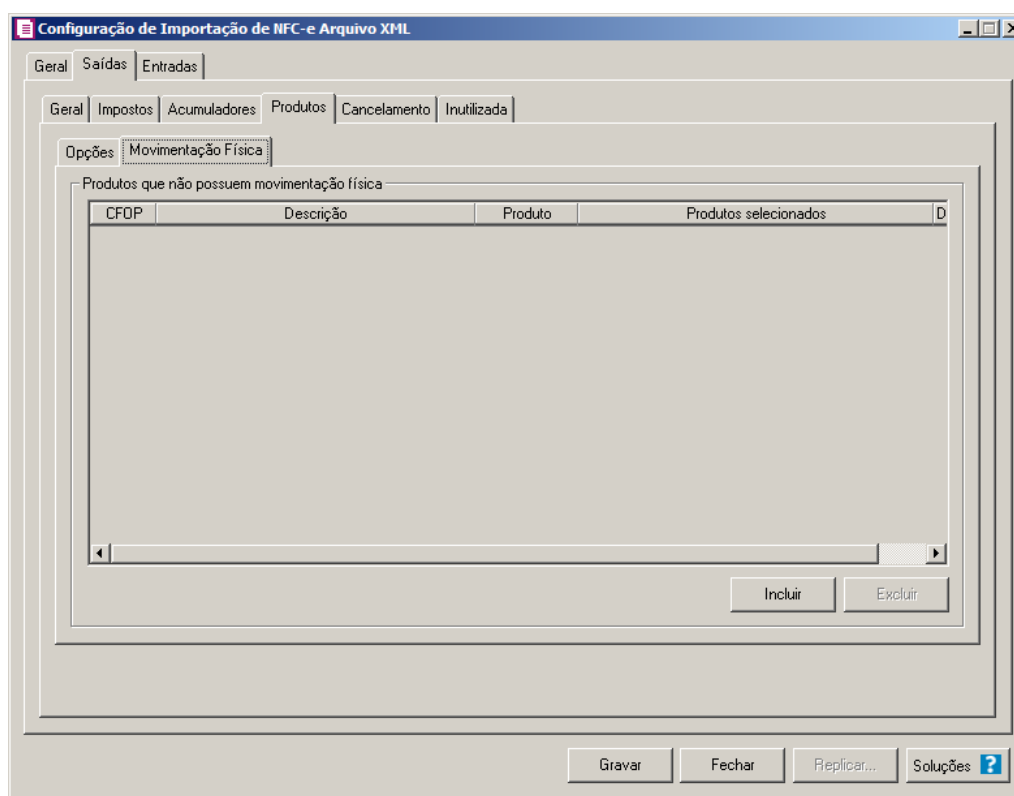 Configuração de Importação de NFC-e Arquivo XML
Geral Saídas Entradas
Geral Impostos Acumuladores Produtos Cancelamento Inutilizada
Opções Movimentação Física
Produtos que não possuem movimentação física
CFOP Descrição Produto Produtos selecionados D
Incluir Excluir
Gravar Fechar Replicar... Soluções ?